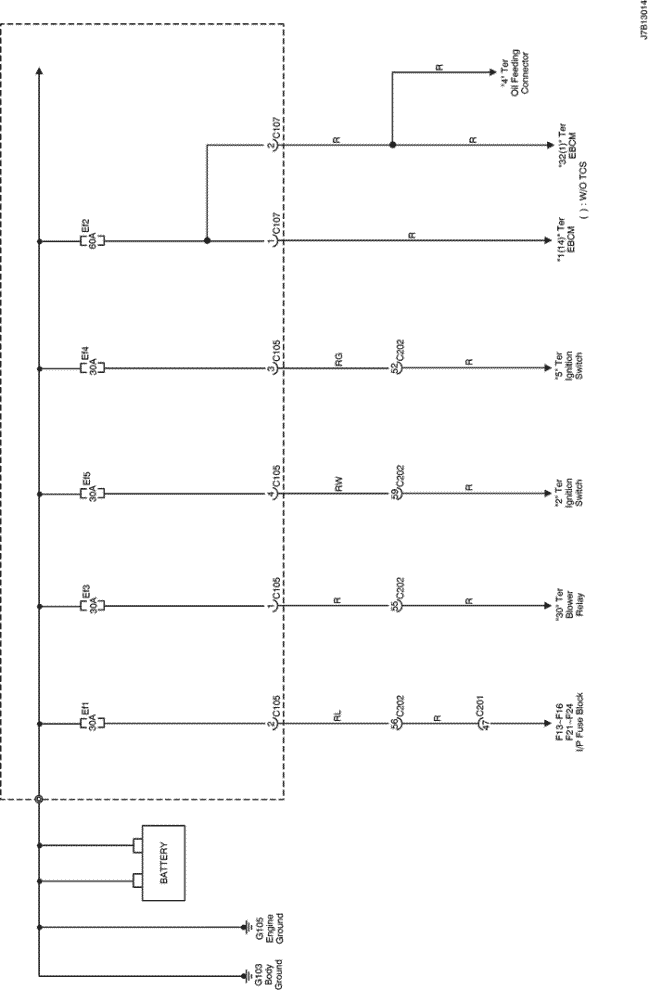 J7B13014
"4" Ter
Oil Feeding
Connector
R
2
C107
R
R
"32(1)" Ter
EBCM
( ) : W/O TCS
Ef2
60A
1
C107
R
"1(14)" Ter
EBCM
Ef4
30A
3
C105
RG
52
C202
R
"5" Ter
Ignition
Switch
Ef5
30A
4
C105
RW
59
C202
R
"2" Ter
Ignition
Switch
Ef3
30A
1
C105
R
55
C202
R
"30" Ter
Blower
Relay
Ef1
30A
2
C105
RL
56
C202
R
47
C201
F13~F16
F21~F24
I/P Fuse Block
BATTERY
G105
Engine
Ground
G103
Body
Ground